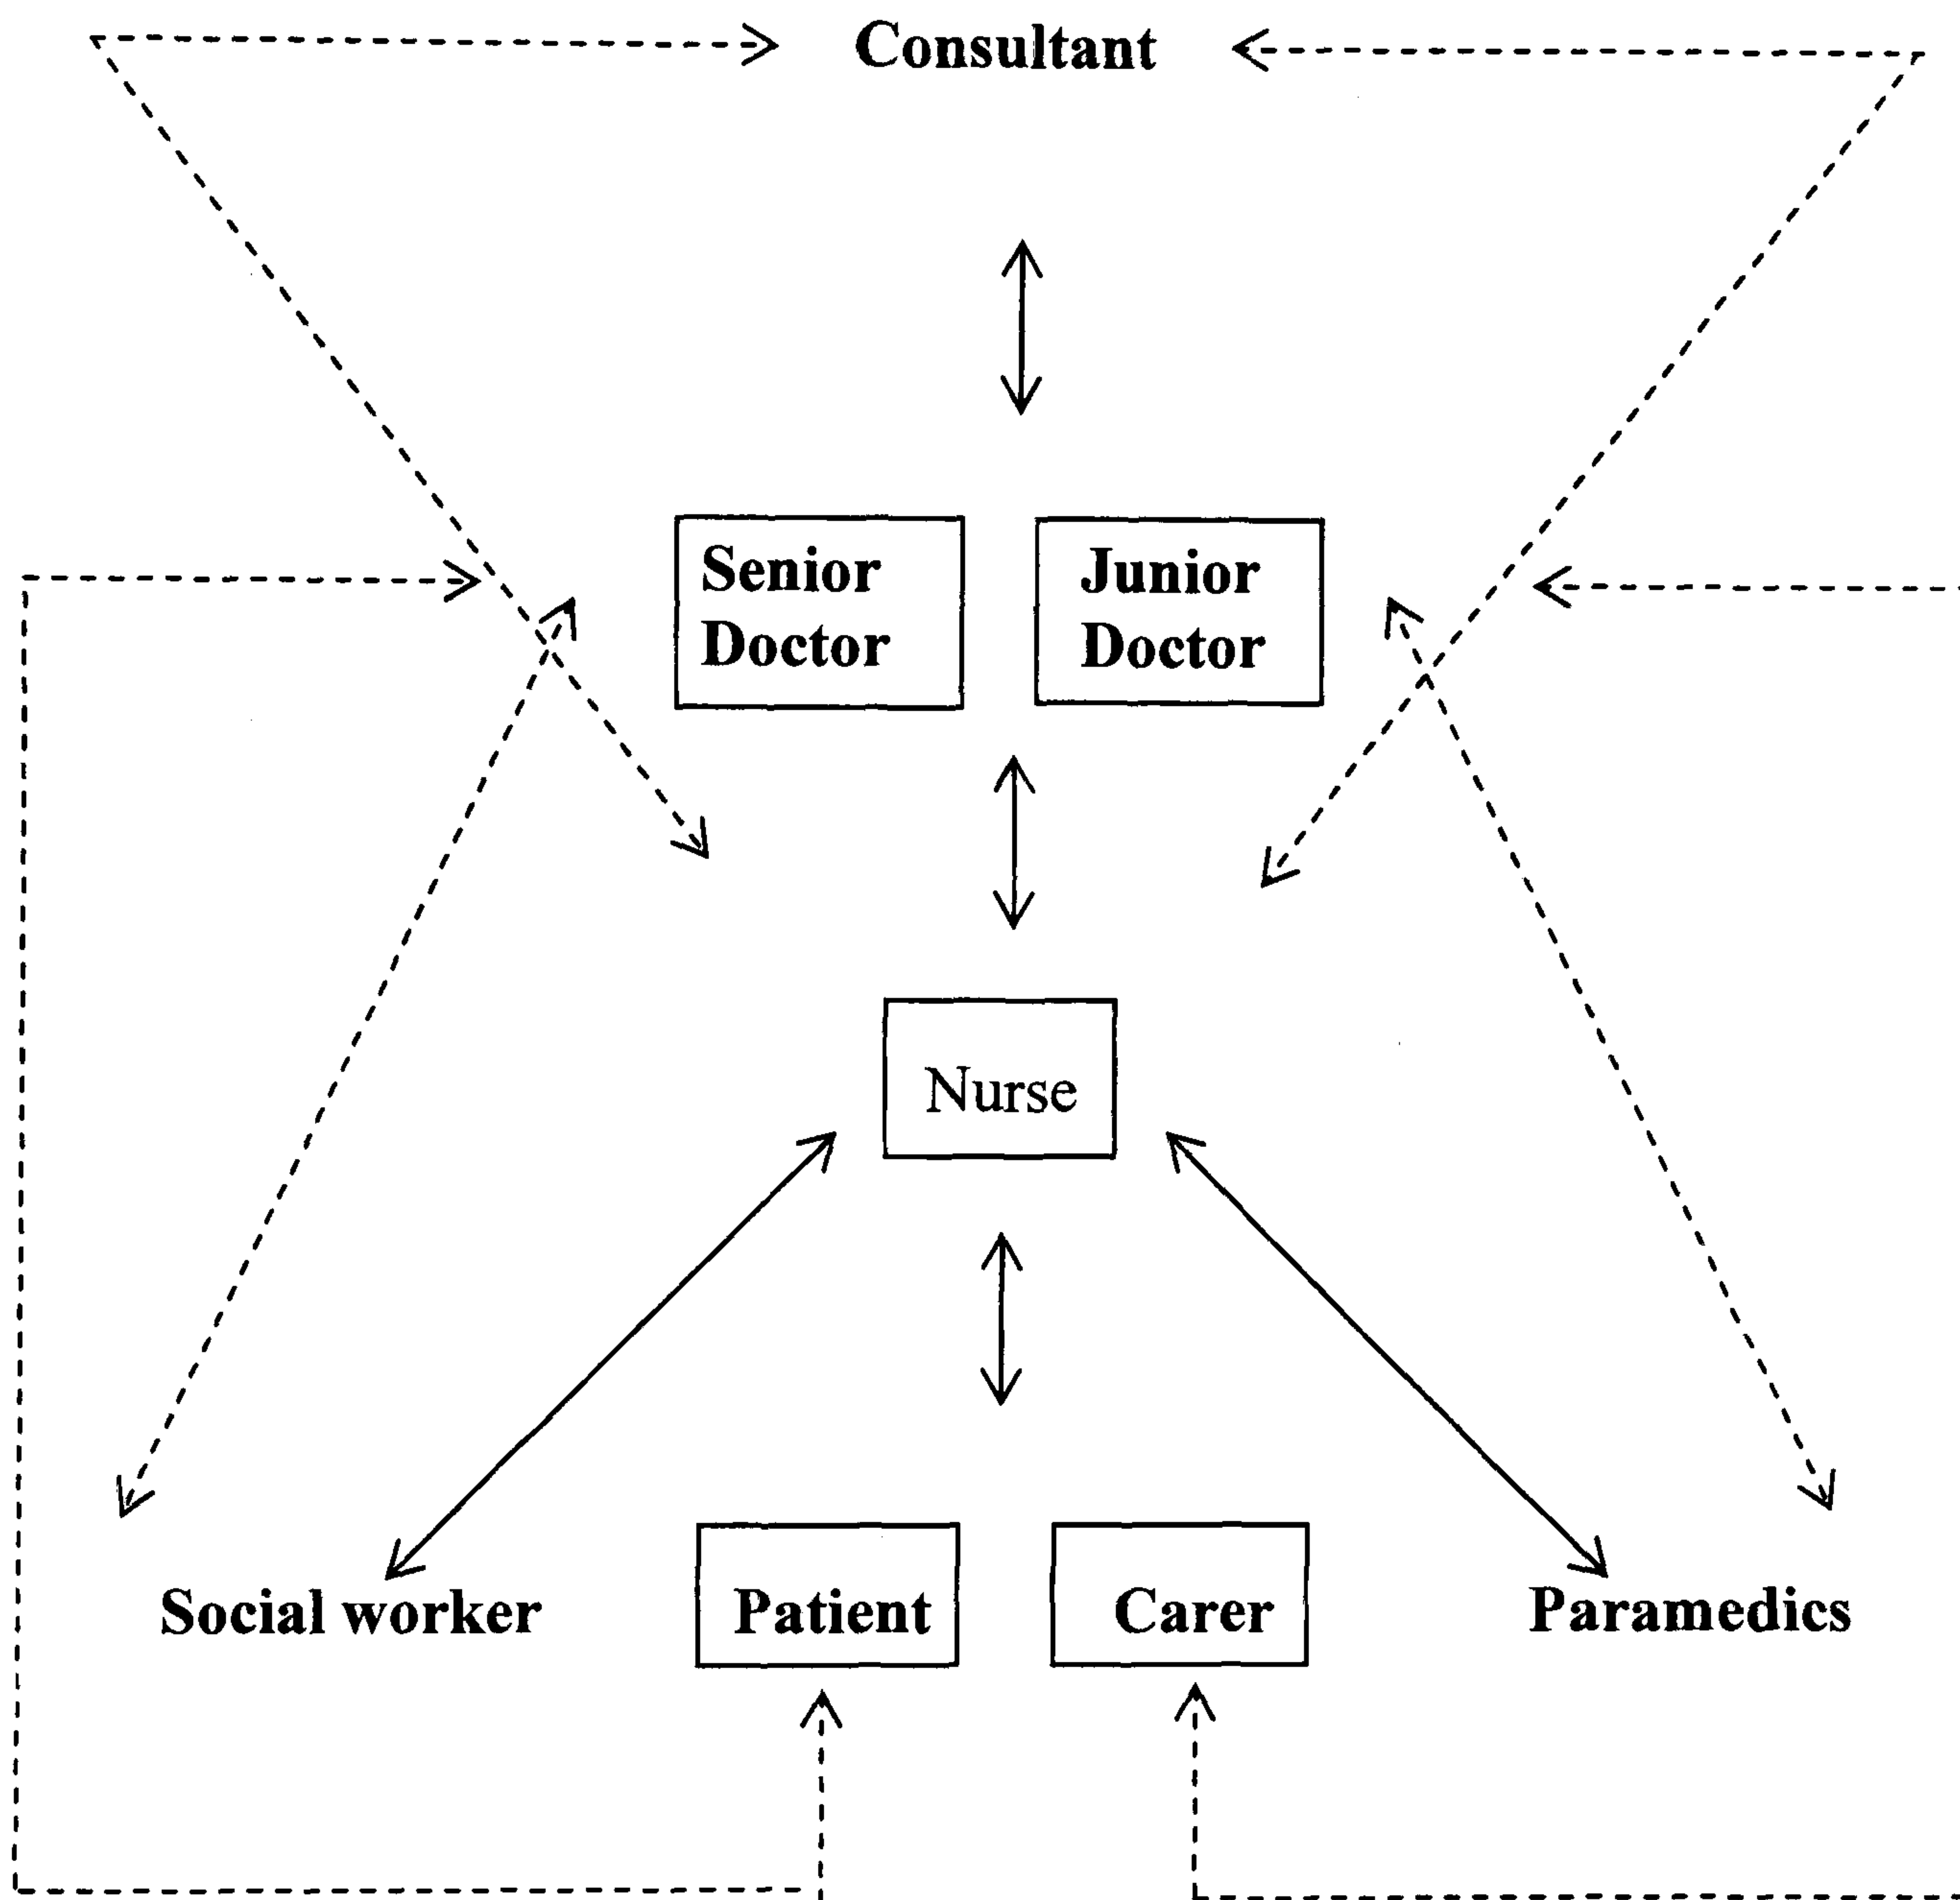 Consultant
Senior
Doctor
Junior
Doctor
Nurse
Social worker
Patient
Carer
Paramedics